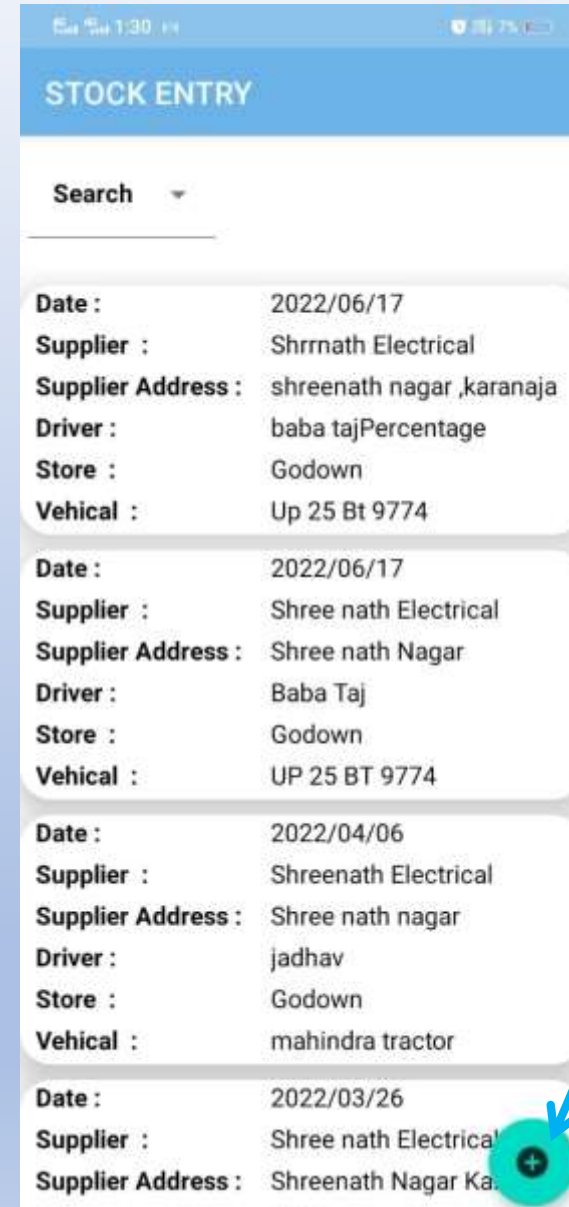 1:30 7%
STOCK ENTRY
Search
Date : 2022/06/17
Supplier : Shrrnath Electrical
Supplier Address : shreenath nagar ,karanaja
Driver : baba tajPercentage
Store : Godown
Vehical : Up 25 Bt 9774
Date : 2022/06/17
Supplier : Shree nath Electrical
Supplier Address : Shree nath Nagar
Driver : Baba Taj
Store : Godown
Vehical : UP 25 BT 9774
Date : 2022/04/06
Supplier : Shreenath Electrical
Supplier Address : Shree nath nagar
Driver : jadhav
Store : Godown
Vehical : mahindra tractor
Date : 2022/03/26
Supplier : Shree nath Electrical
Supplier Address : Shreenath Nagar Ka